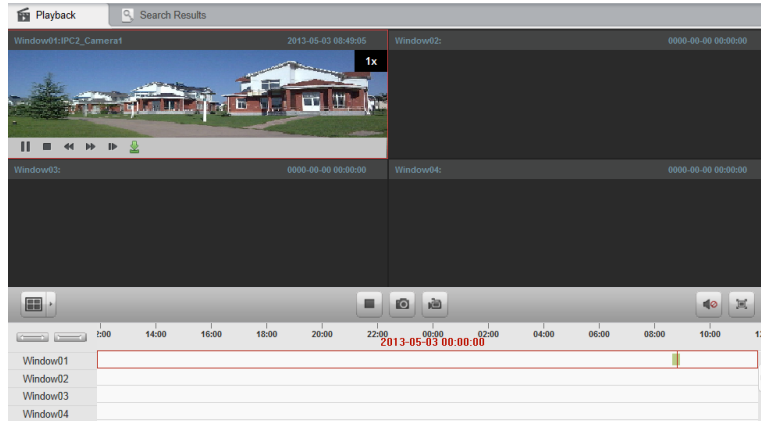 Playback Search Results
Window01:IPC2_Camera1 2013-05-03 08:49:05 Window02: 0000-00-00 00:00:00
1x
Window03: 0000-00-00 00:00:00 Window04: 0000-00-00 00:00:00
2:00 14:00 16:00 18:00 20:00 22:00 00:00 02:00 04:00 06:00 08:00 10:00 1
2013-05-03 00:00:00
Window01
Window02
Window03
Window04